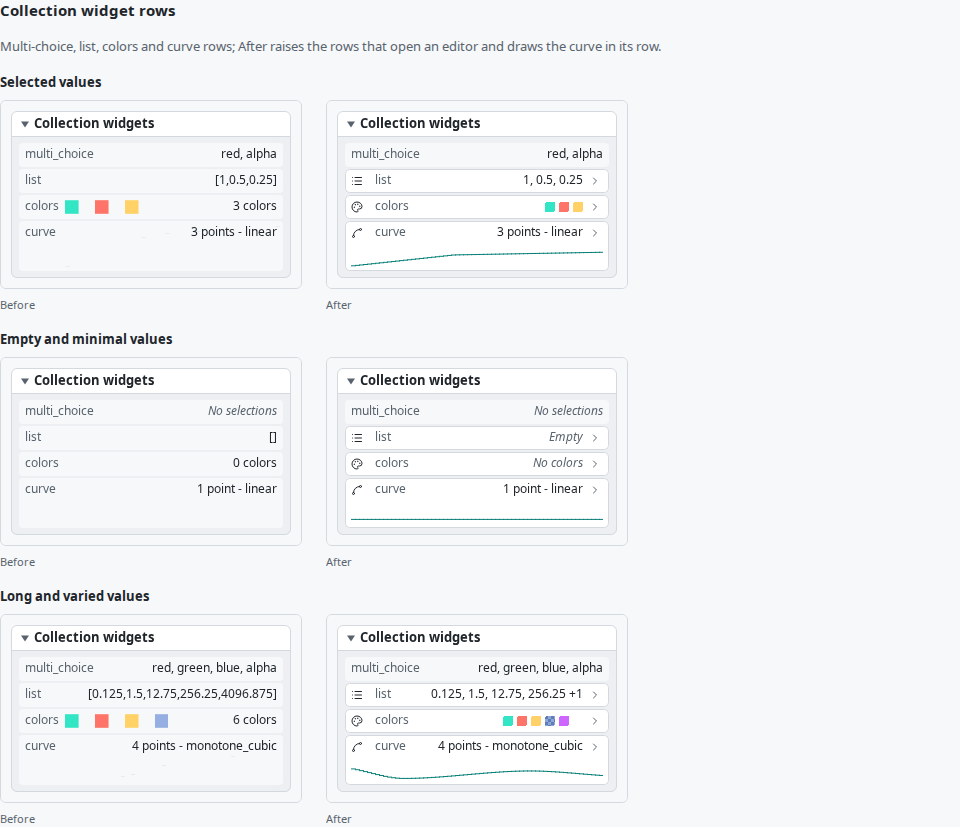 Collection widget rows
Multi-choice, list, colors and curve rows; After raises the rows that open an editor and draws the curve in its row.
Selected values
Collection widgets
multi_choice red, alpha
list [1,0.5,0.25]
colors 3 colors
curve 3 points - linear
Before
Collection widgets
multi_choice red, alpha
list 1, 0.5, 0.25
colors
curve 3 points - linear
After
Empty and minimal values
Collection widgets
multi_choice No selections
list []
colors 0 colors
curve 1 point - linear
Before
Collection widgets
multi_choice No selections
list Empty
colors No colors
curve 1 point - linear
After
Long and varied values
Collection widgets
multi_choice red, green, blue, alpha
list [0.125,1.5,12.75,256.25,4096.875]
colors 6 colors
curve 4 points - monotone_cubic
Before
Collection widgets
multi_choice red, green, blue, alpha
list 0.125, 1.5, 12.75, 256.25 +1
colors
curve 4 points - monotone_cubic
After